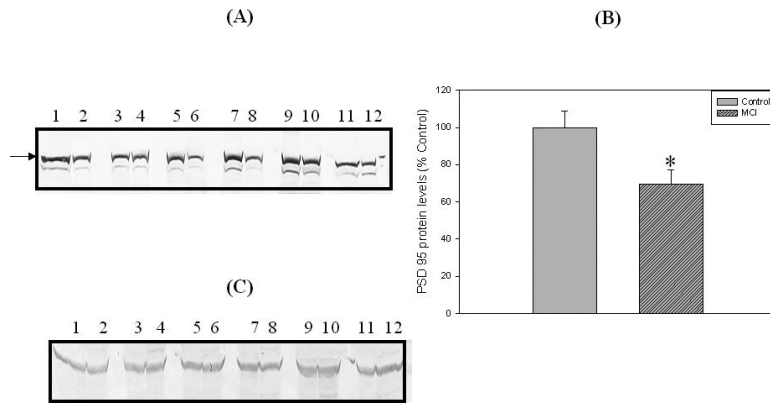 (A)
1 2 3 4 5 6 7 8 9 10 11 12
(B)
PSD 95 protein levels (% Control)
120
100
80
60
40
20
0
Control
MCI
*
(C)
1 2 3 4 5 6 7 8 9 10 11 12